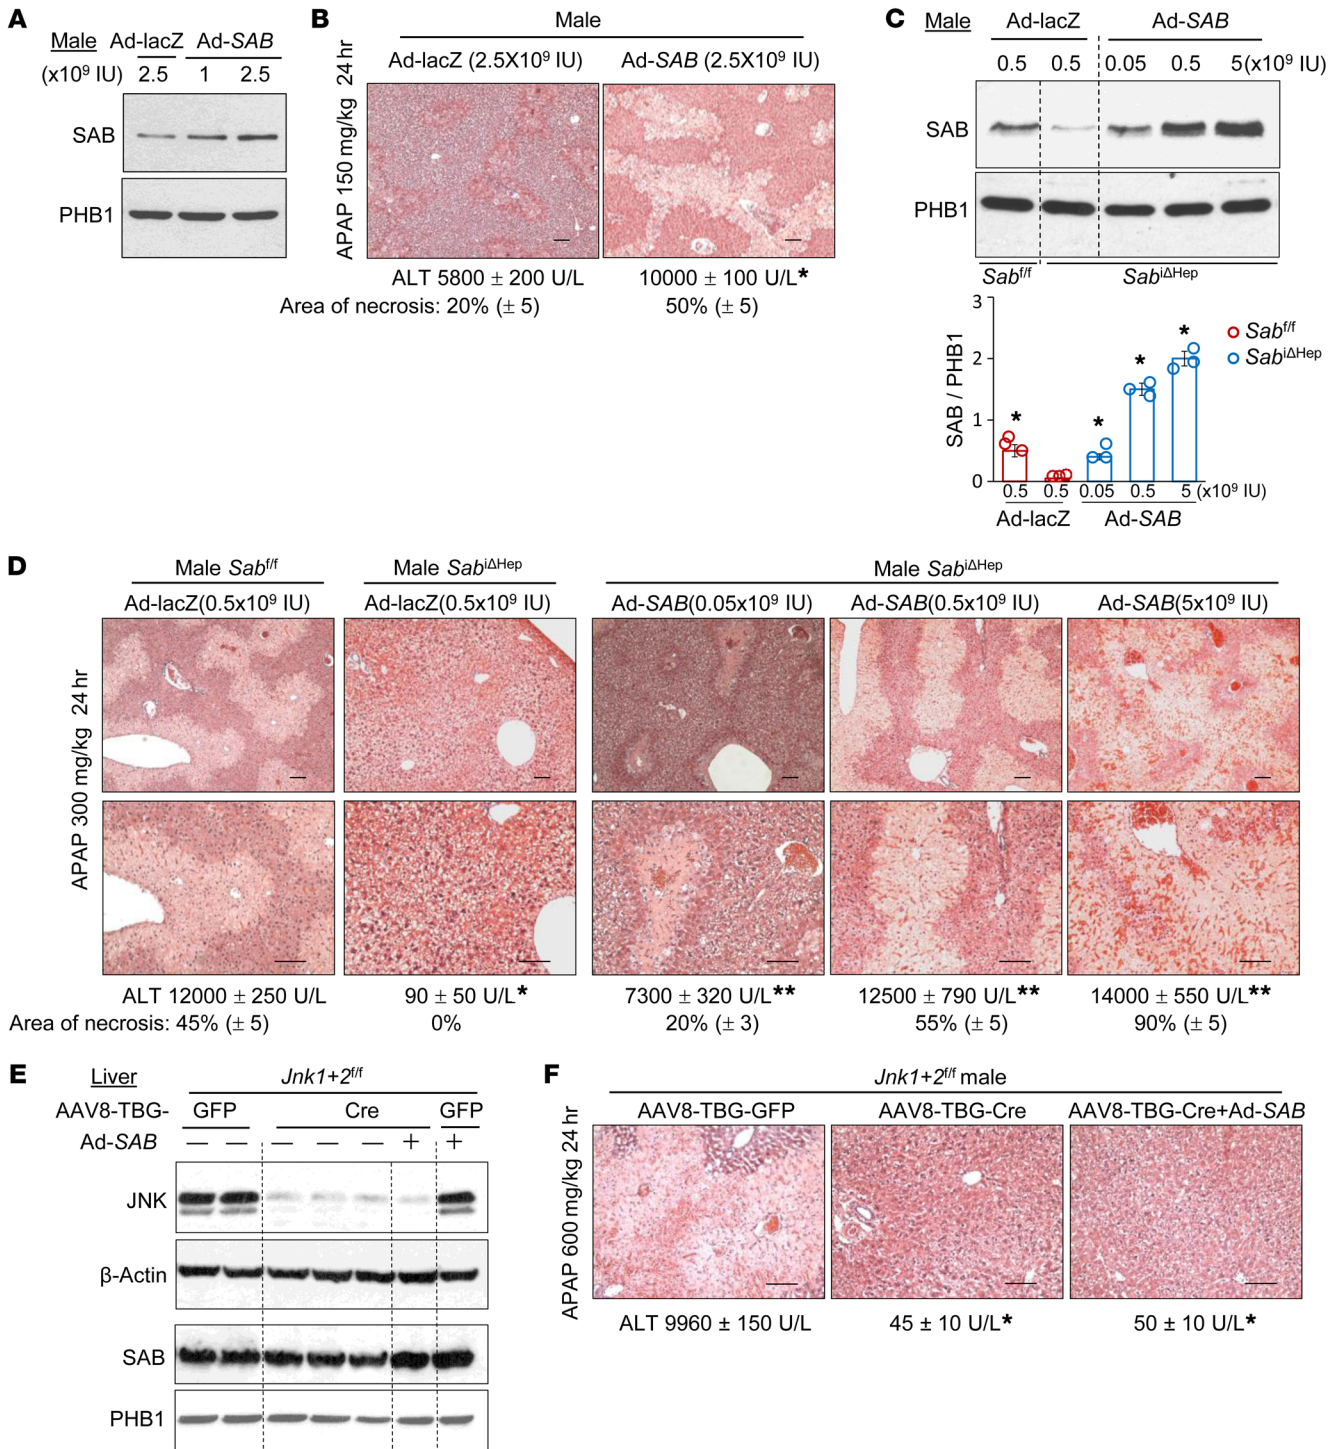 A
Male Ad-lacZ Ad-SAB
(x10⁹ IU) 2.5 1 2.5
SAB
PHB1
B
Male
Ad-lacZ (2.5X10⁹ IU) Ad-SAB (2.5X10⁹ IU)
APAP 150 mg/kg 24 hr
ALT 5800 ± 200 U/L 10000 ± 100 U/L*
Area of necrosis: 20% (± 5) 50% (± 5)
C
Male Ad-lacZ Ad-SAB
0.5 0.5 0.05 0.5 5(x10⁹ IU)
SAB
PHB1
Sabf/f SabiΔHep
SAB / PHB1
3
2
1
0
* * * *
Sabf/f
SabiΔHep
0.5 0.5 0.05 0.5 5 (x10⁹ IU)
Ad-lacZ Ad-SAB
D
Male Sabf/f Male SabiΔHep Male SabiΔHep
Ad-lacZ(0.5x10⁹ IU) Ad-lacZ(0.5x10⁹ IU) Ad-SAB(0.05x10⁹ IU) Ad-SAB(0.5x10⁹ IU) Ad-SAB(5x10⁹ IU)
APAP 300 mg/kg 24 hr
ALT 12000 ± 250 U/L 90 ± 50 U/L* 7300 ± 320 U/L** 12500 ± 790 U/L** 14000 ± 550 U/L**
Area of necrosis: 45% (± 5) 0% 20% (± 3) 55% (± 5) 90% (± 5)
E
Liver Jnk1+2f/f
AAV8-TBG- GFP Cre GFP
Ad-SAB — — — — — + +
JNK
β-Actin
SAB
PHB1
F
Jnk1+2f/f male
AAV8-TBG-GFP AAV8-TBG-Cre AAV8-TBG-Cre+Ad-SAB
APAP 600 mg/kg 24 hr
ALT 9960 ± 150 U/L 45 ± 10 U/L* 50 ± 10 U/L*